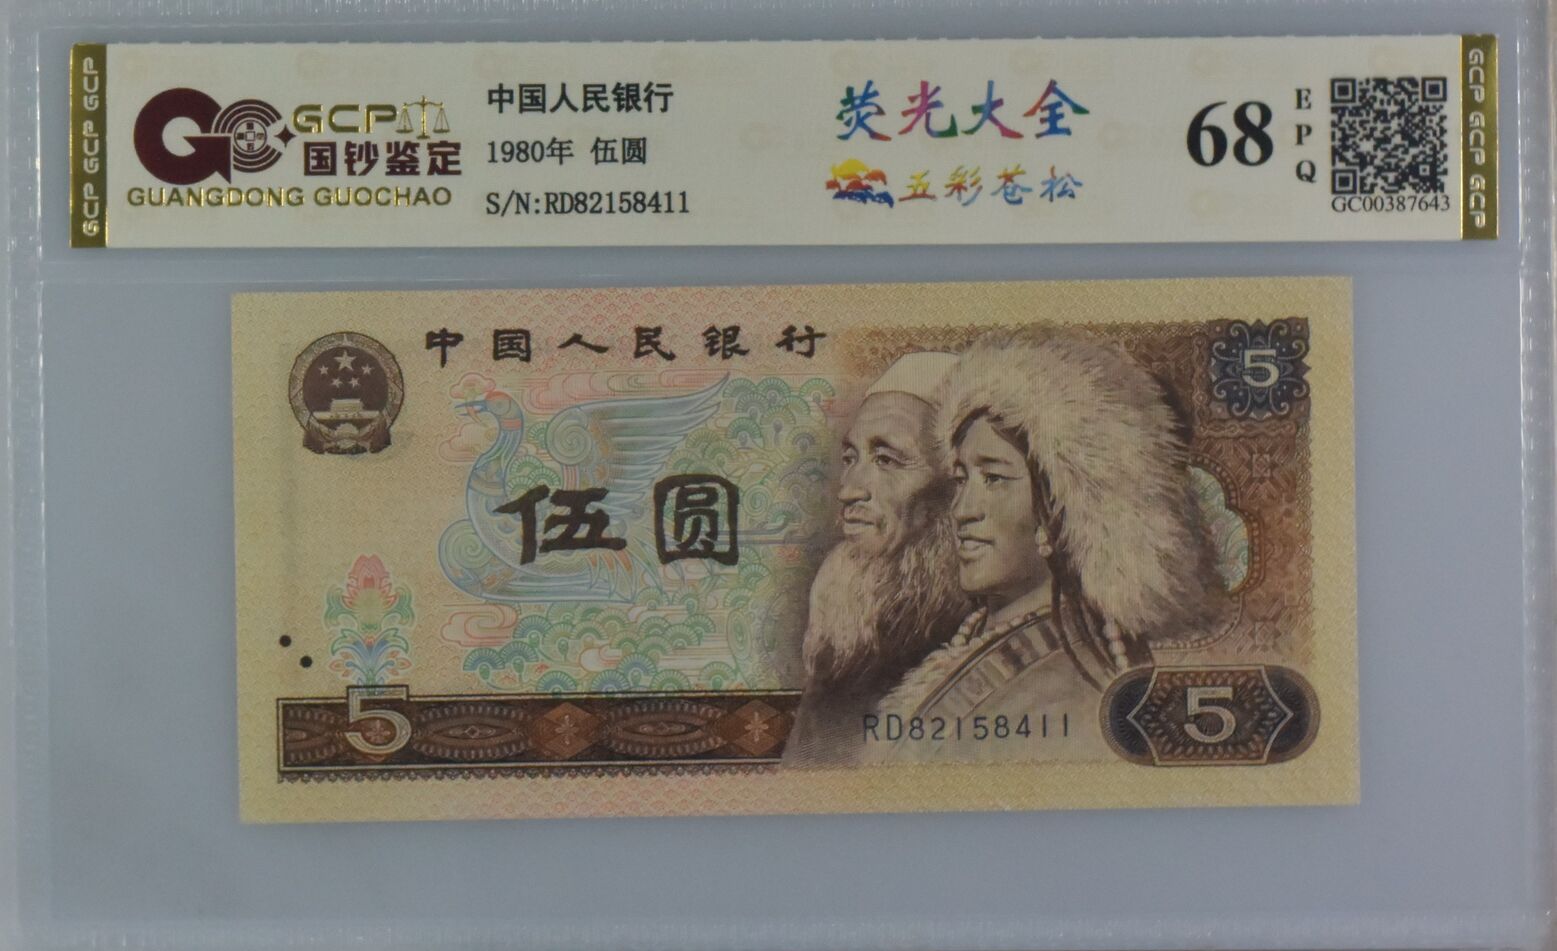 GCP GCP GCP
GCP
国钞鉴定
GUANGDONG GUOCHAO
中国人民银行
1980年 伍圆
S/N:RD82158411
荧光大全
五彩苍松
68
EPQ
GC00387643
GCP GCP GCP
中国人民银行
5
伍圆
5
RD82158411
5